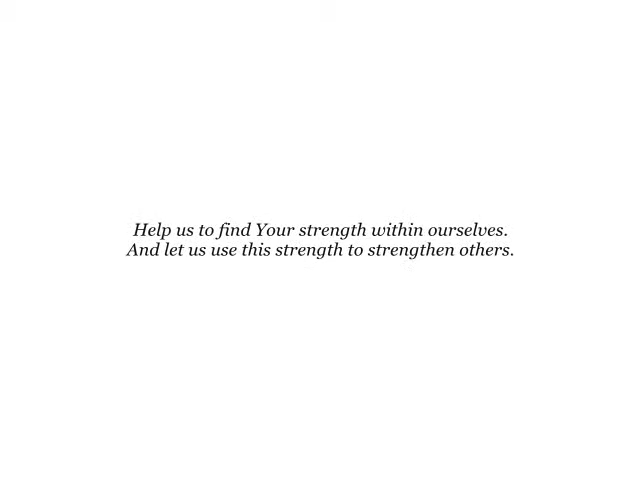 Help us to find Your strength within ourselves.
And let us use this strength to strengthen others.